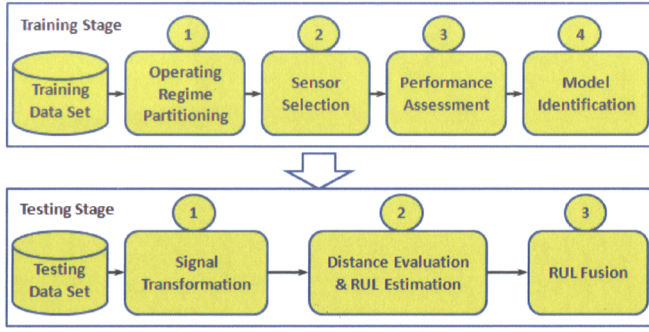 Training Stage
1
2
3
4
Training
Data Set
Operating
Regime
Partitioning
Sensor
Selection
Performance
Assessment
Model
Identification
Testing Stage
1
2
3
Testing
Data Set
Signal
Transformation
Distance Evaluation
& RUL Estimation
RUL Fusion